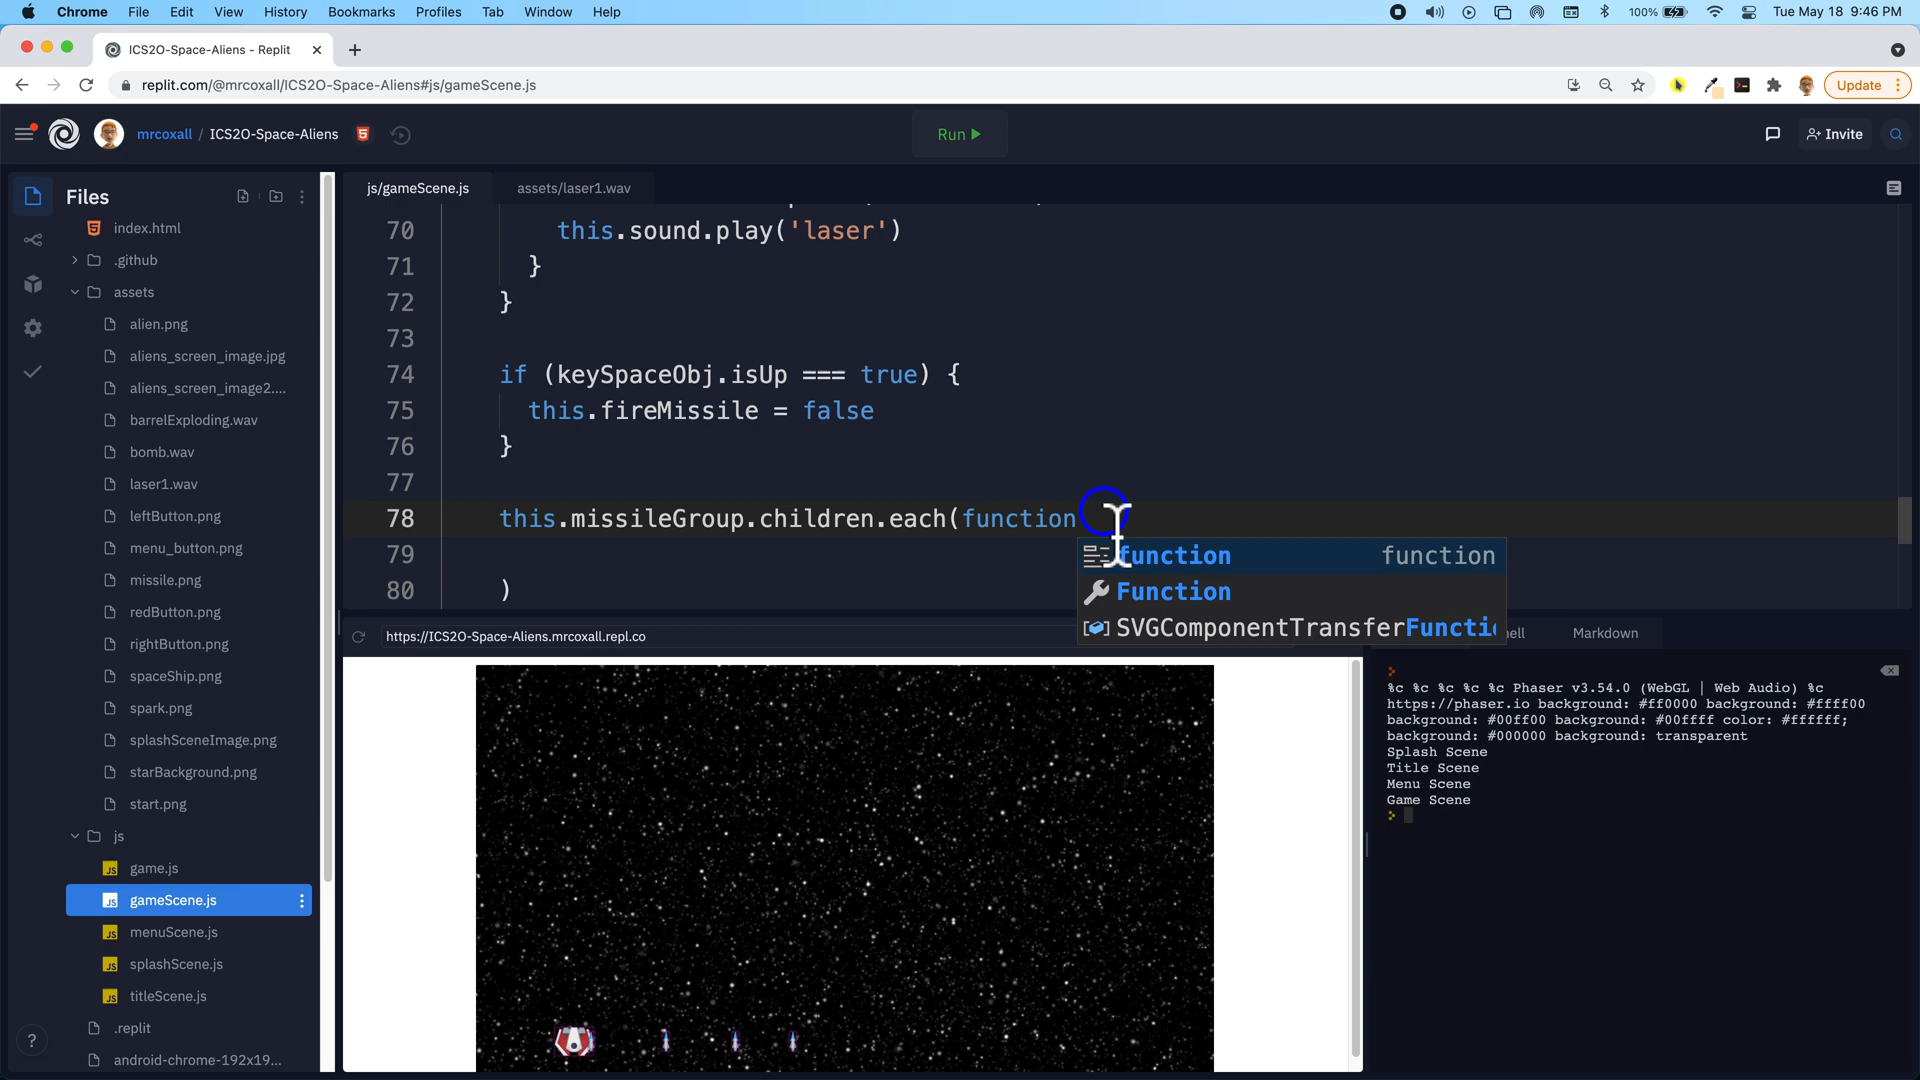 Chrome File Edit View History Bookmarks Profiles Tab Window Help 100% Tue May 18 9:46 PM
ICS2O-Space-Aliens - Replit
replit.com/@mrcoxall/ICS2O-Space-Aliens#js/gameScene.js Update
mrcoxall / ICS2O-Space-Aliens Run Invite
Files
index.html
.github
assets
alien.png
aliens_screen_image.jpg
aliens_screen_image2....
barrelExploding.wav
bomb.wav
laser1.wav
leftButton.png
menu_button.png
missile.png
redButton.png
rightButton.png
spaceShip.png
spark.png
splashSceneImage.png
starBackground.png
start.png
js
game.js
gameScene.js
menuScene.js
splashScene.js
titleScene.js
.replit
android-chrome-192x19...
js/gameScene.js assets/laser1.wav
70 this.sound.play('laser')
71 }
72 }
73
74 if (keySpaceObj.isUp === true) {
75 this.fireMissile = false
76 }
77
78 this.missileGroup.children.each(function
79
80 )
function function
Function
SVGComponentTransferFunctio
https://ICS2O-Space-Aliens.mrcoxall.repl.co
ell Markdown
%c %c %c %c %c Phaser v3.54.0 (WebGL | Web Audio) %c
https://phaser.io background: #ff0000 background: #ffff00
background: #00ff00 background: #00ffff color: #ffffff;
background: #000000 background: transparent
Splash Scene
Title Scene
Menu Scene
Game Scene